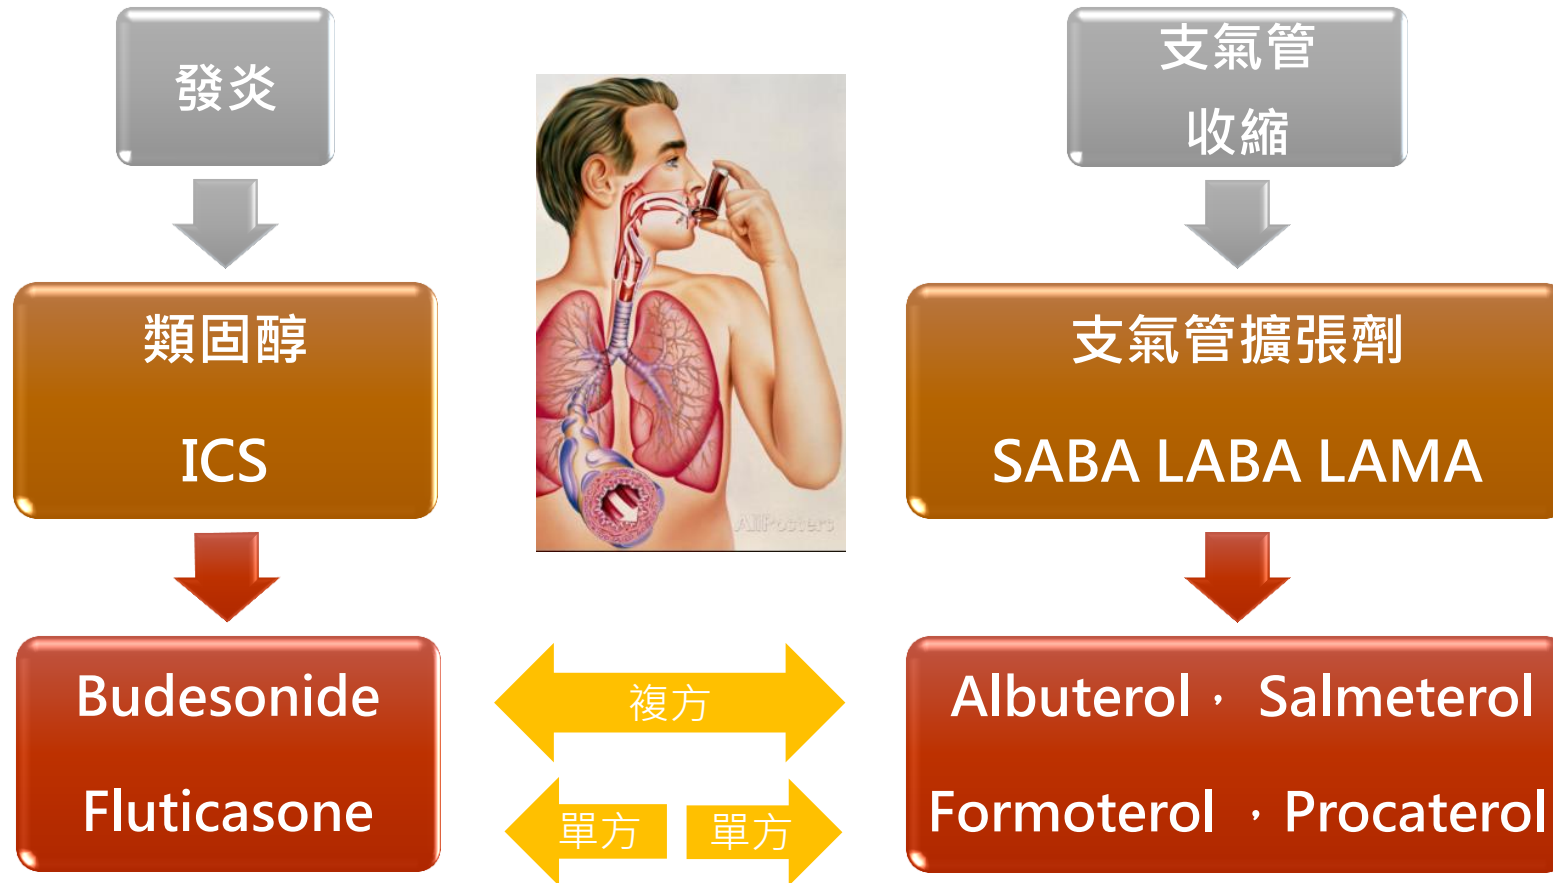 發炎
支氣管
收縮
類固醇
ICS
支氣管擴張劑
SABA LABA LAMA
AllPosters
Budesonide
Fluticasone
複方
單方
單方
Albuterol， Salmeterol
Formoterol ，Procaterol